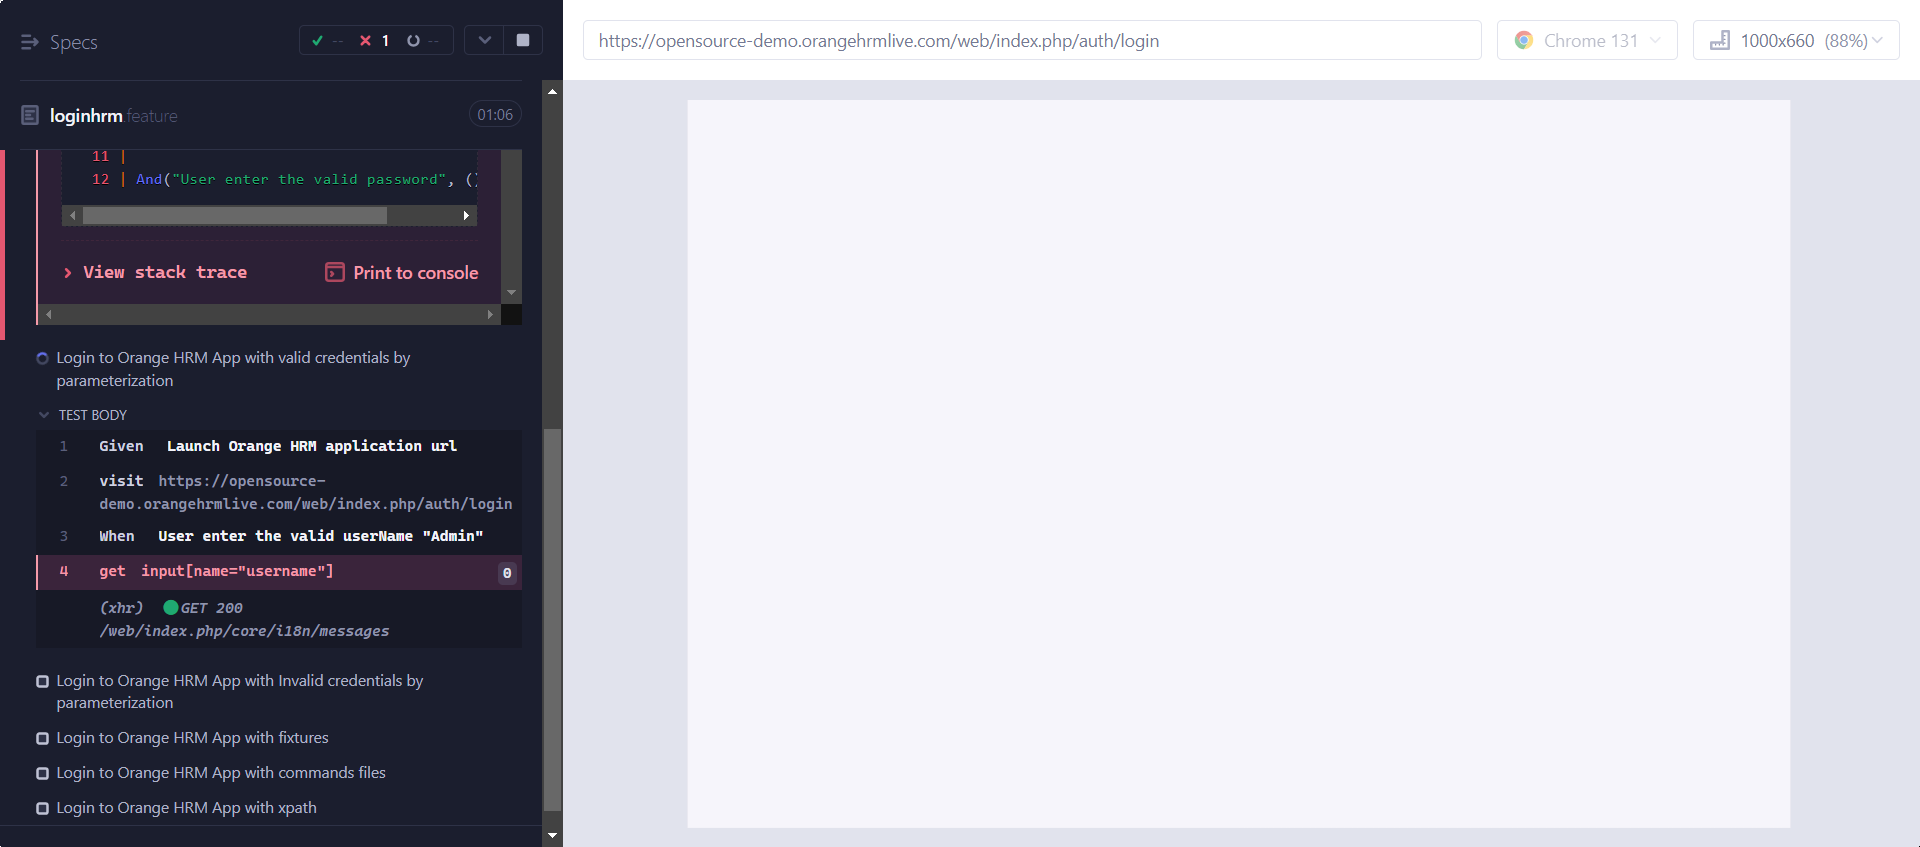 Specs
-- 1 --
https://opensource-demo.orangehrmlive.com/web/index.php/auth/login
Chrome 131
1000x660 (88%)
loginhrm.feature
01:06
11 |
12 | And("User enter the valid password", ()
View stack trace
Print to console
Login to Orange HRM App with valid credentials by
parameterization
TEST BODY
1 Given Launch Orange HRM application url
2 visit https://opensource-
demo.orangehrmlive.com/web/index.php/auth/login
3 When User enter the valid userName "Admin"
4 get input[name="username"] 0
(xhr) GET 200
/web/index.php/core/i18n/messages
Login to Orange HRM App with Invalid credentials by
parameterization
Login to Orange HRM App with fixtures
Login to Orange HRM App with commands files
Login to Orange HRM App with xpath